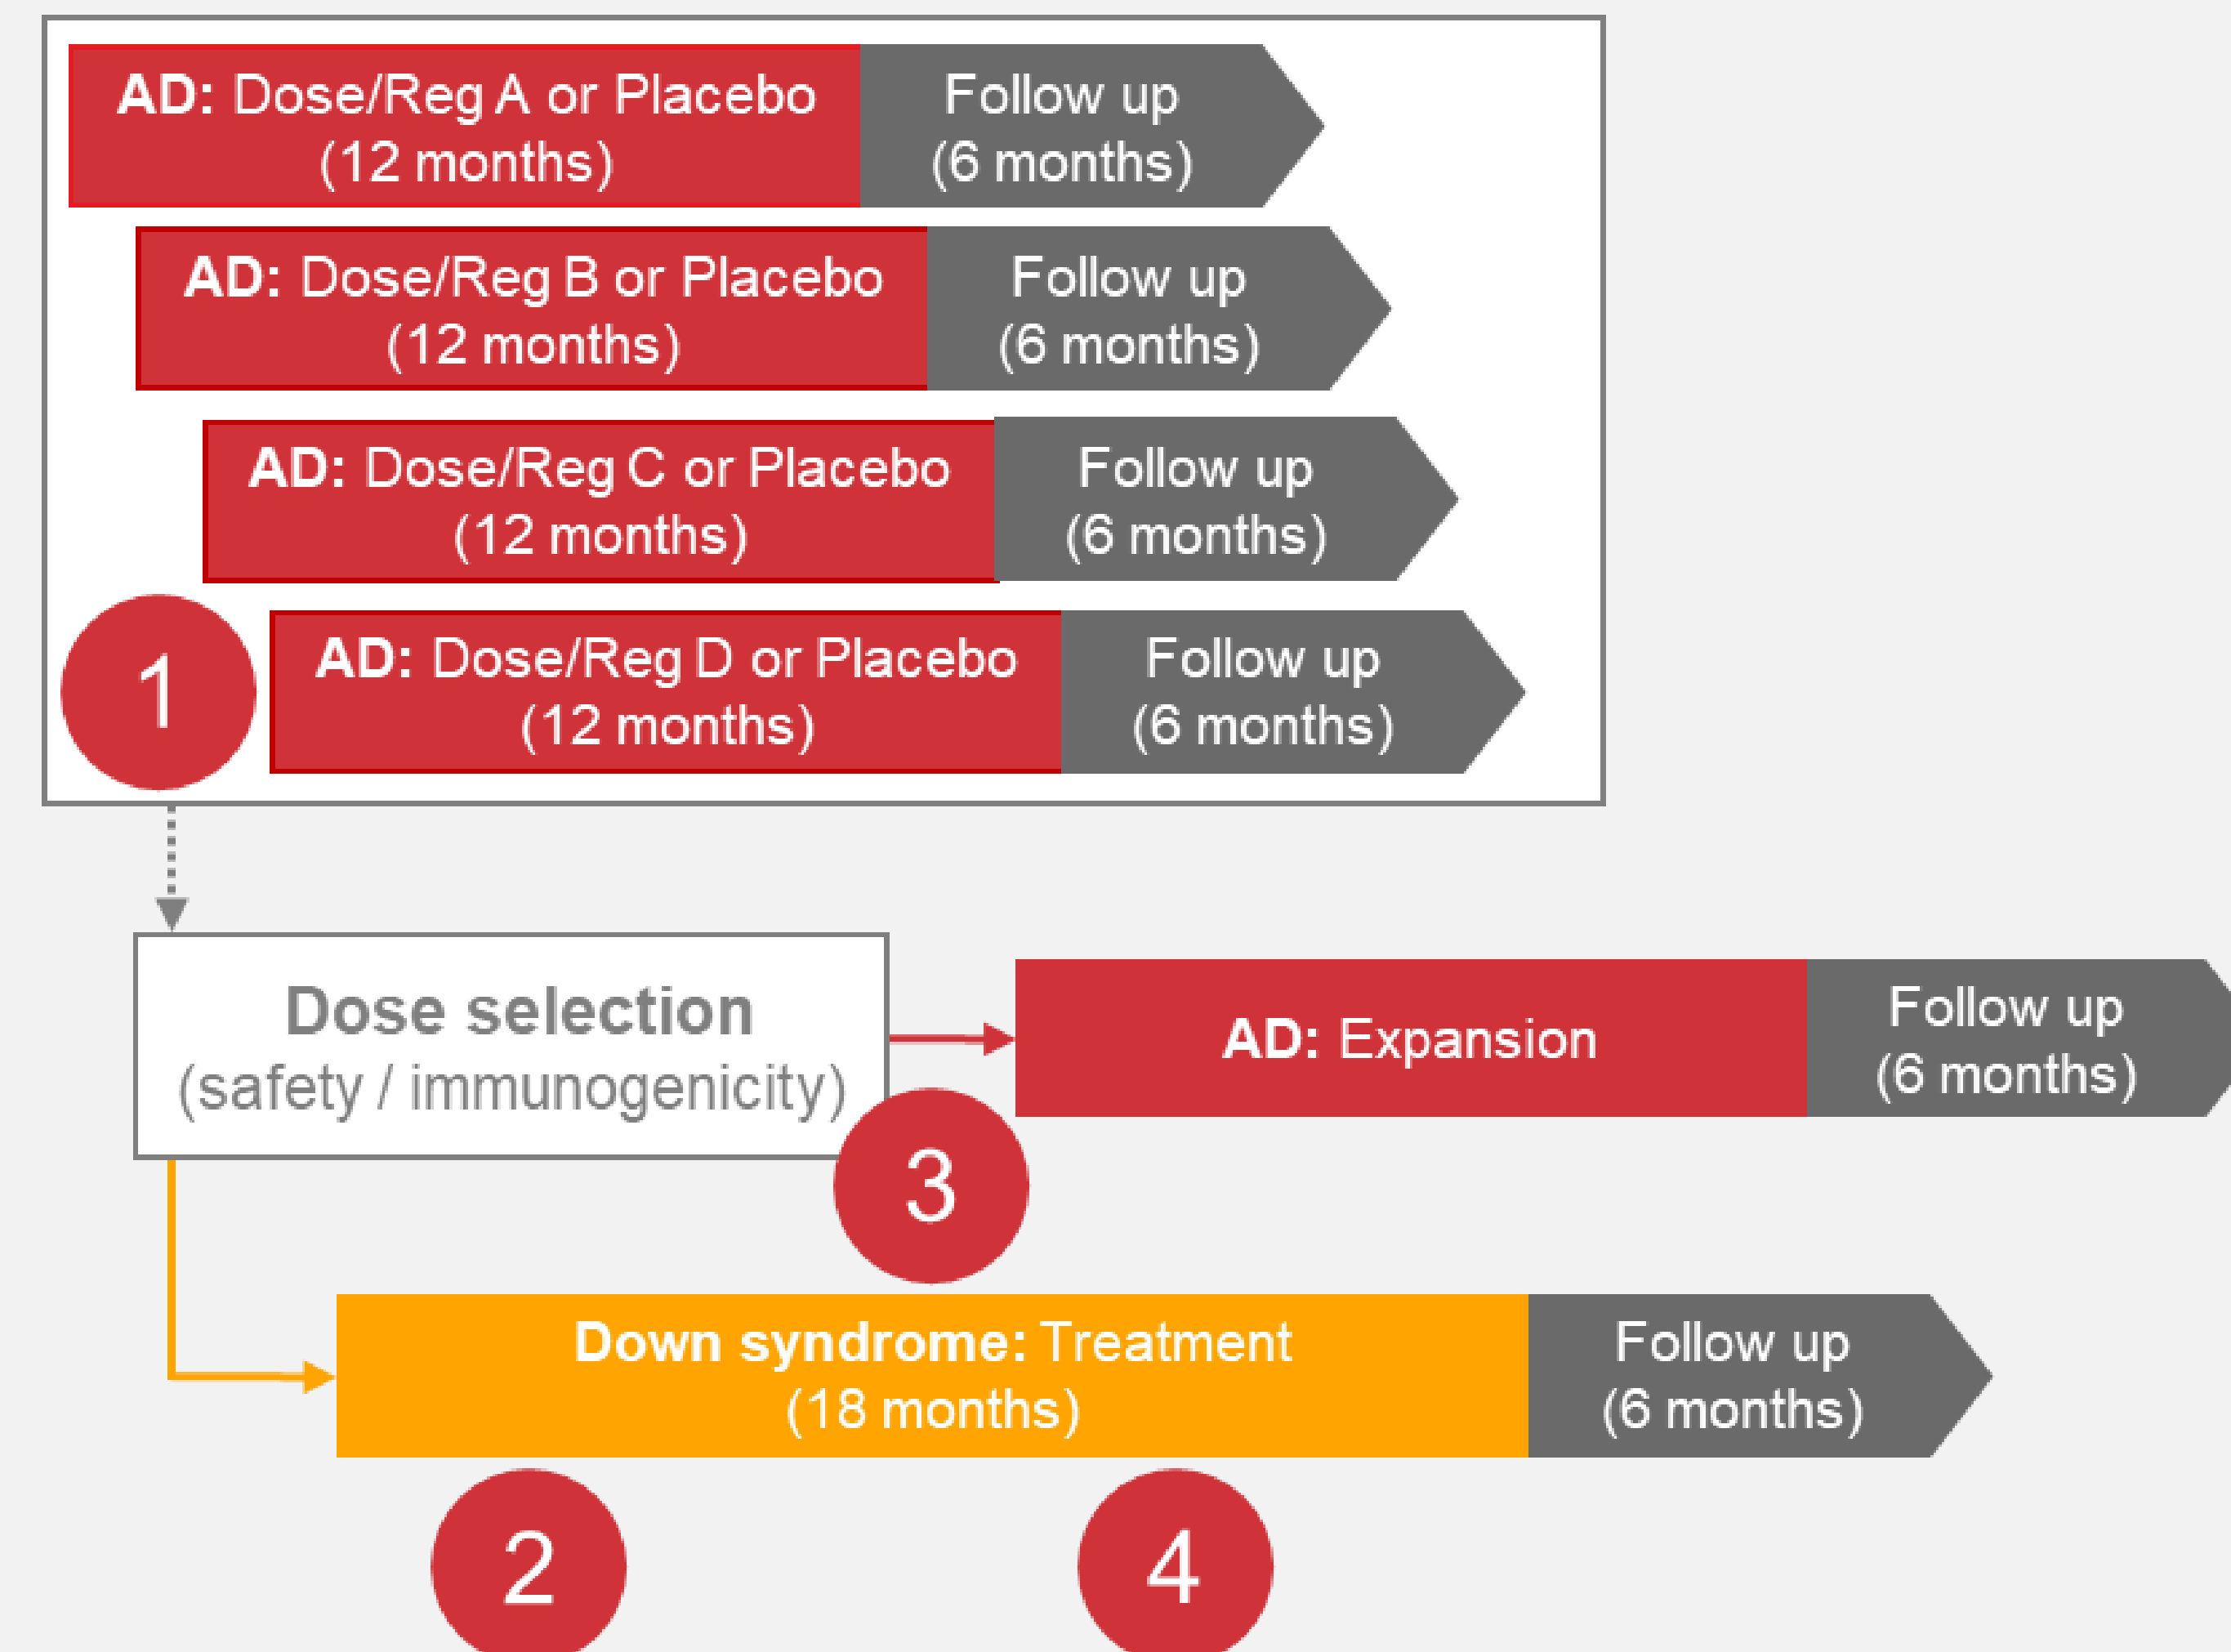 AD: Dose/Reg A or Placebo
(12 months)
Follow up
(6 months)
AD: Dose/Reg B or Placebo
(12 months)
Follow up
(6 months)
AD: Dose/Reg C or Placebo
(12 months)
Follow up
(6 months)
1
AD: Dose/Reg D or Placebo
(12 months)
Follow up
(6 months)
Dose selection
(safety / immunogenicity)
AD: Expansion
Follow up
(6 months)
3
Down syndrome: Treatment
(18 months)
Follow up
(6 months)
2
4